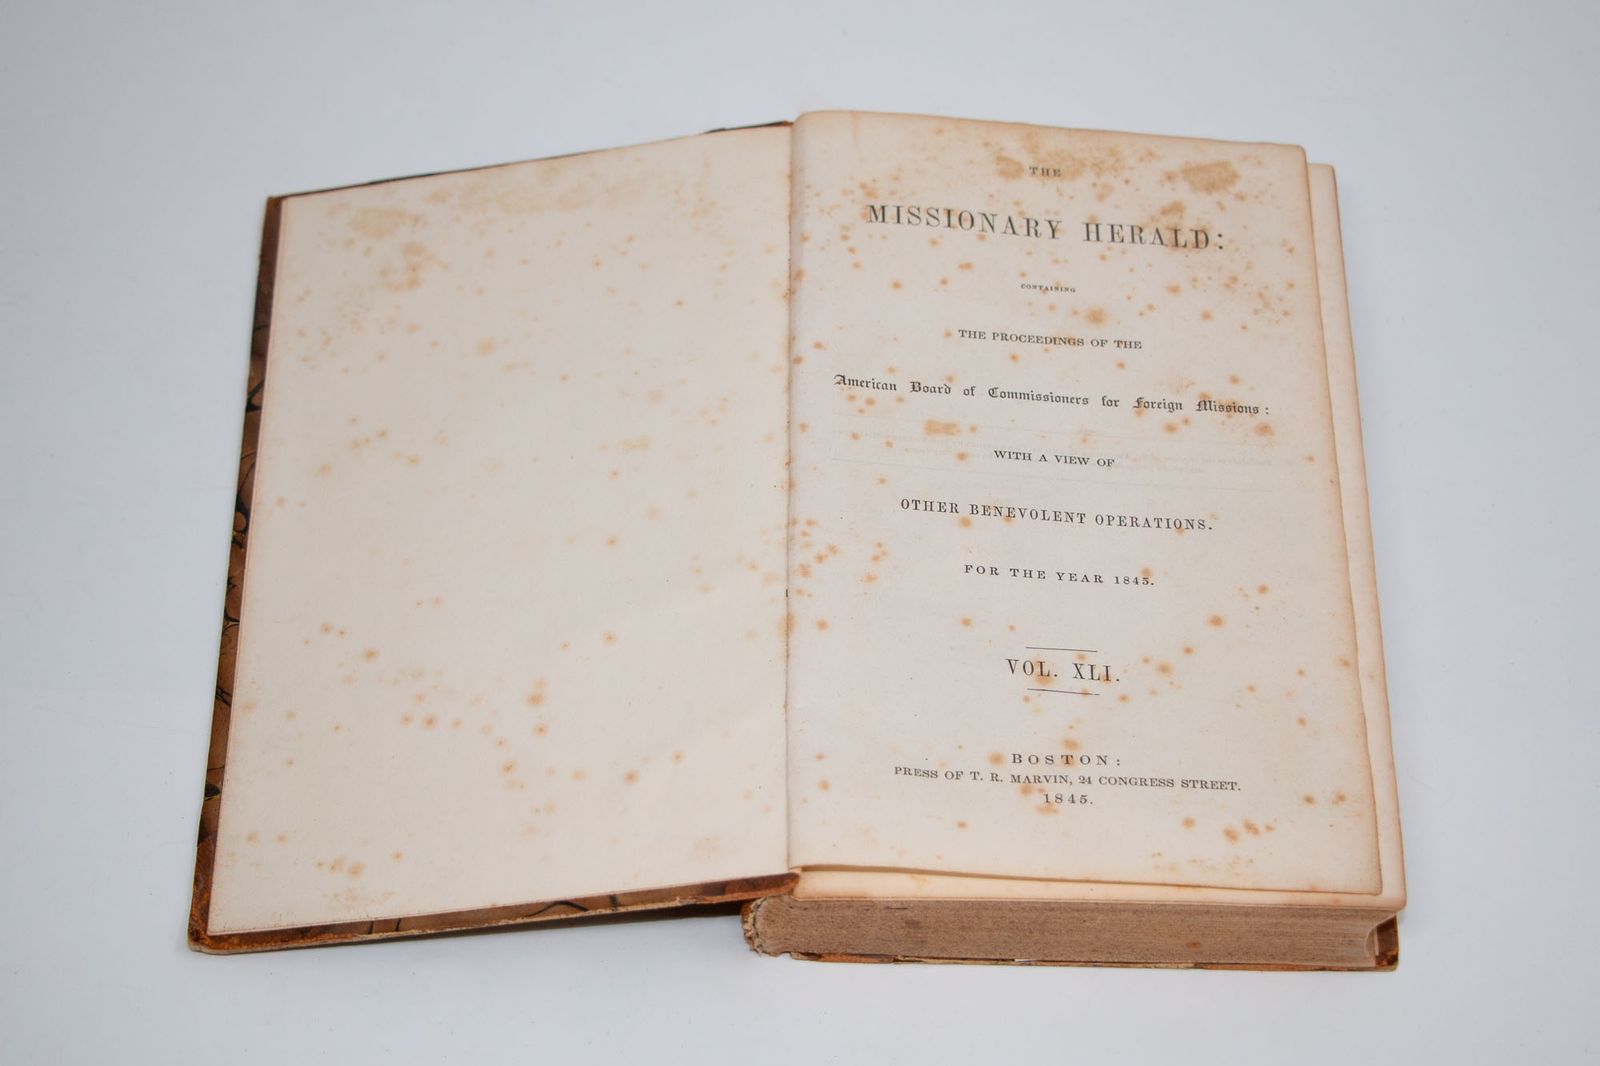 THE
MISSIONARY HERALD:
CONTAINING
THE PROCEEDINGS OF THE
American Board of Commissioners for Foreign Missions:
WITH A VIEW OF
OTHER BENEVOLENT OPERATIONS.
FOR THE YEAR 1845.
VOL. XLI.
BOSTON:
PRESS OF T. R. MARVIN, 24 CONGRESS STREET.
1845.